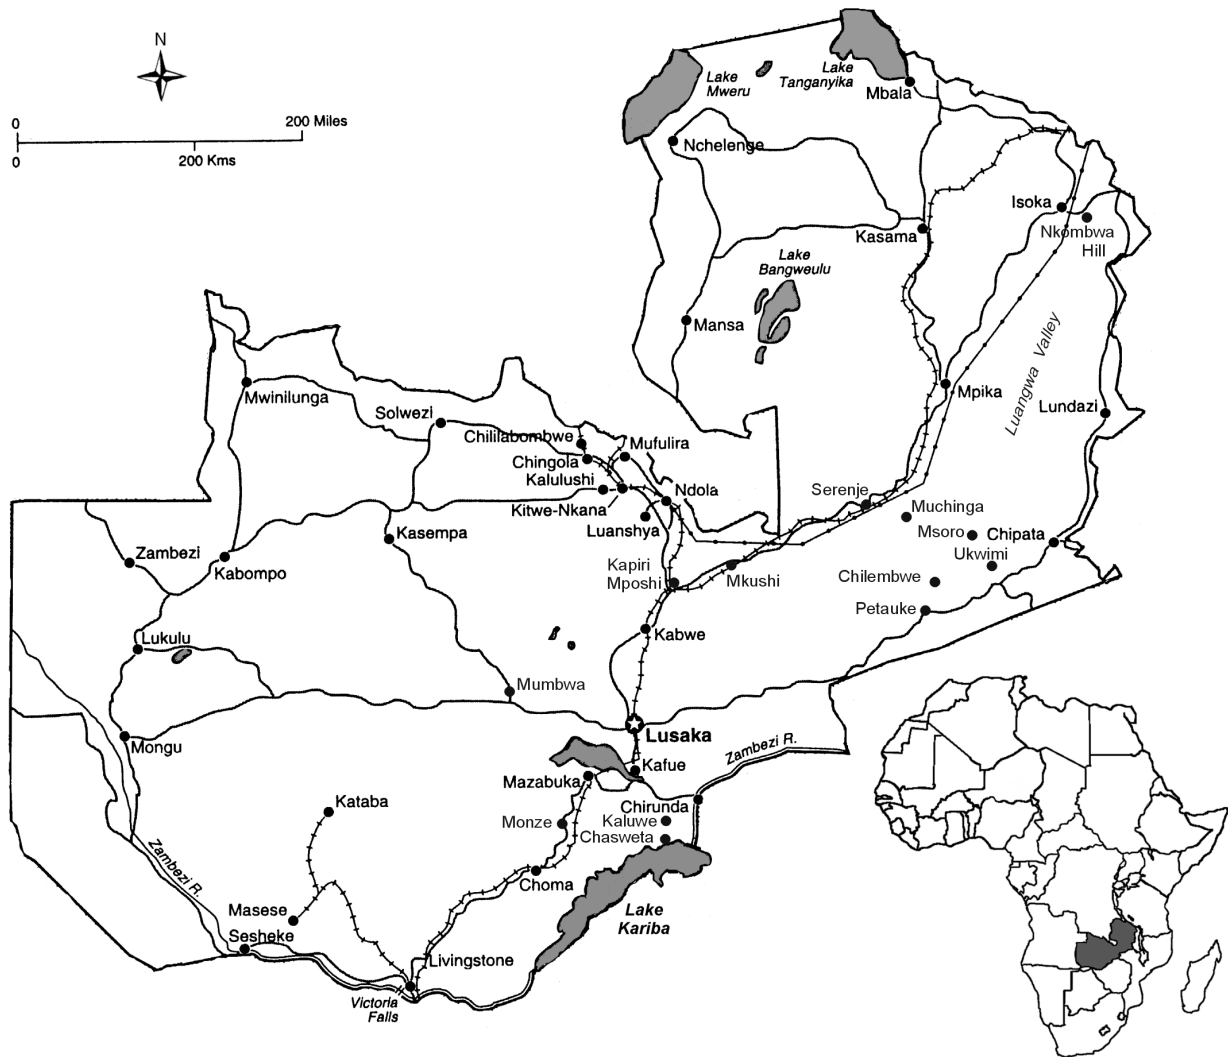 N
0
200 Miles
0
200 Kms
Lake
Mweru
Lake
Tanganyika
Mbala
Nchelenge
Isoka
Nkombwa
Hill
Kasama
Lake
Bangweulu
Mansa
Luangwa Valley
Mwinilunga
Solwezi
Mpika
Lundazi
Chililabombwe
Mufulira
Chingola
Kalulushi
Ndola
Serenje
Kitwe-Nkana
Muchinga
Luanshya
Kasempa
Msoro
Chipata
Zambezi
Ukwimi
Kabompo
Kapiri
Mposhi
Mkushi
Chilembwe
Petauke
Kabwe
Lukulu
Mumbwa
Lusaka
Mongu
Zambezi R.
Kafue
Mazabuka
Kataba
Chirunda
Monze
Kaluwe
Chasweta
Zambezi R.
Choma
Masese
Lake
Kariba
Sesheke
Livingstone
Victoria
Falls